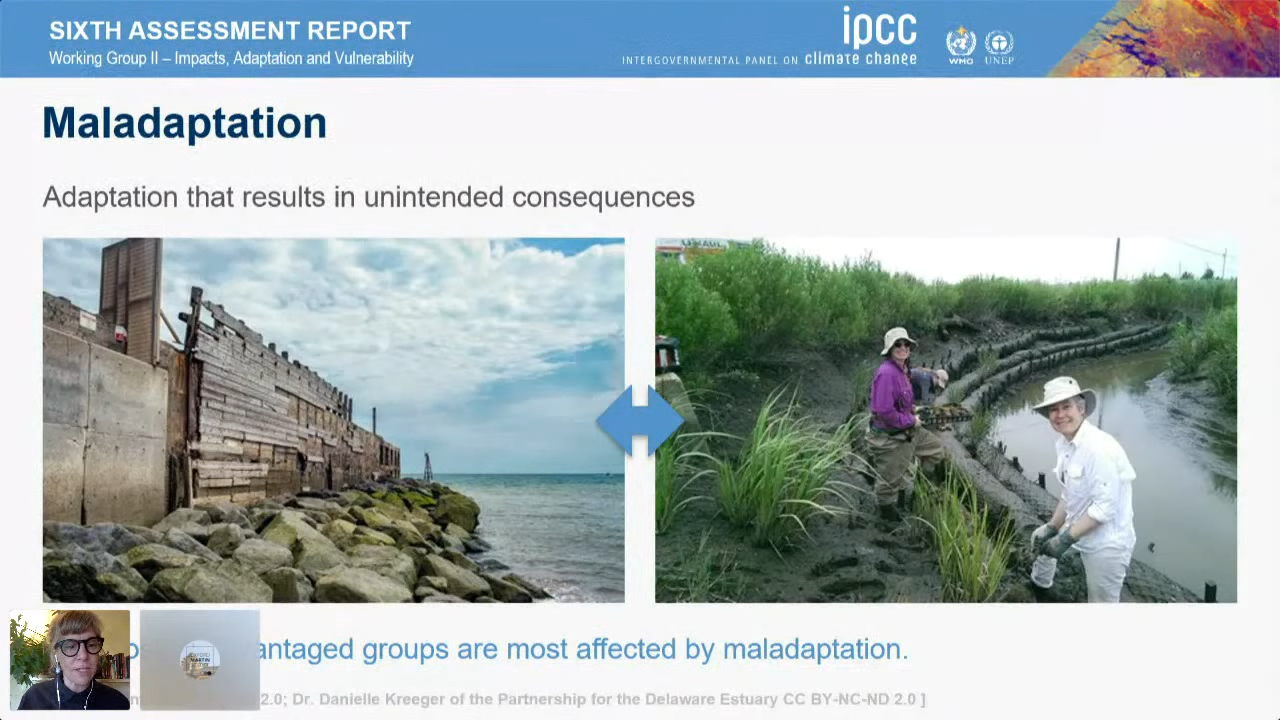 SIXTH ASSESSMENT REPORT
Working Group II – Impacts, Adaptation and Vulnerability
ipcc
INTERGOVERNMENTAL PANEL ON climate change
WMO
UNEP
Maladaptation
Adaptation that results in unintended consequences
U-HAUL
MARTIN
antaged groups are most affected by maladaptation.
2.0; Dr. Danielle Kreeger of the Partnership for the Delaware Estuary CC BY-NC-ND 2.0 ]